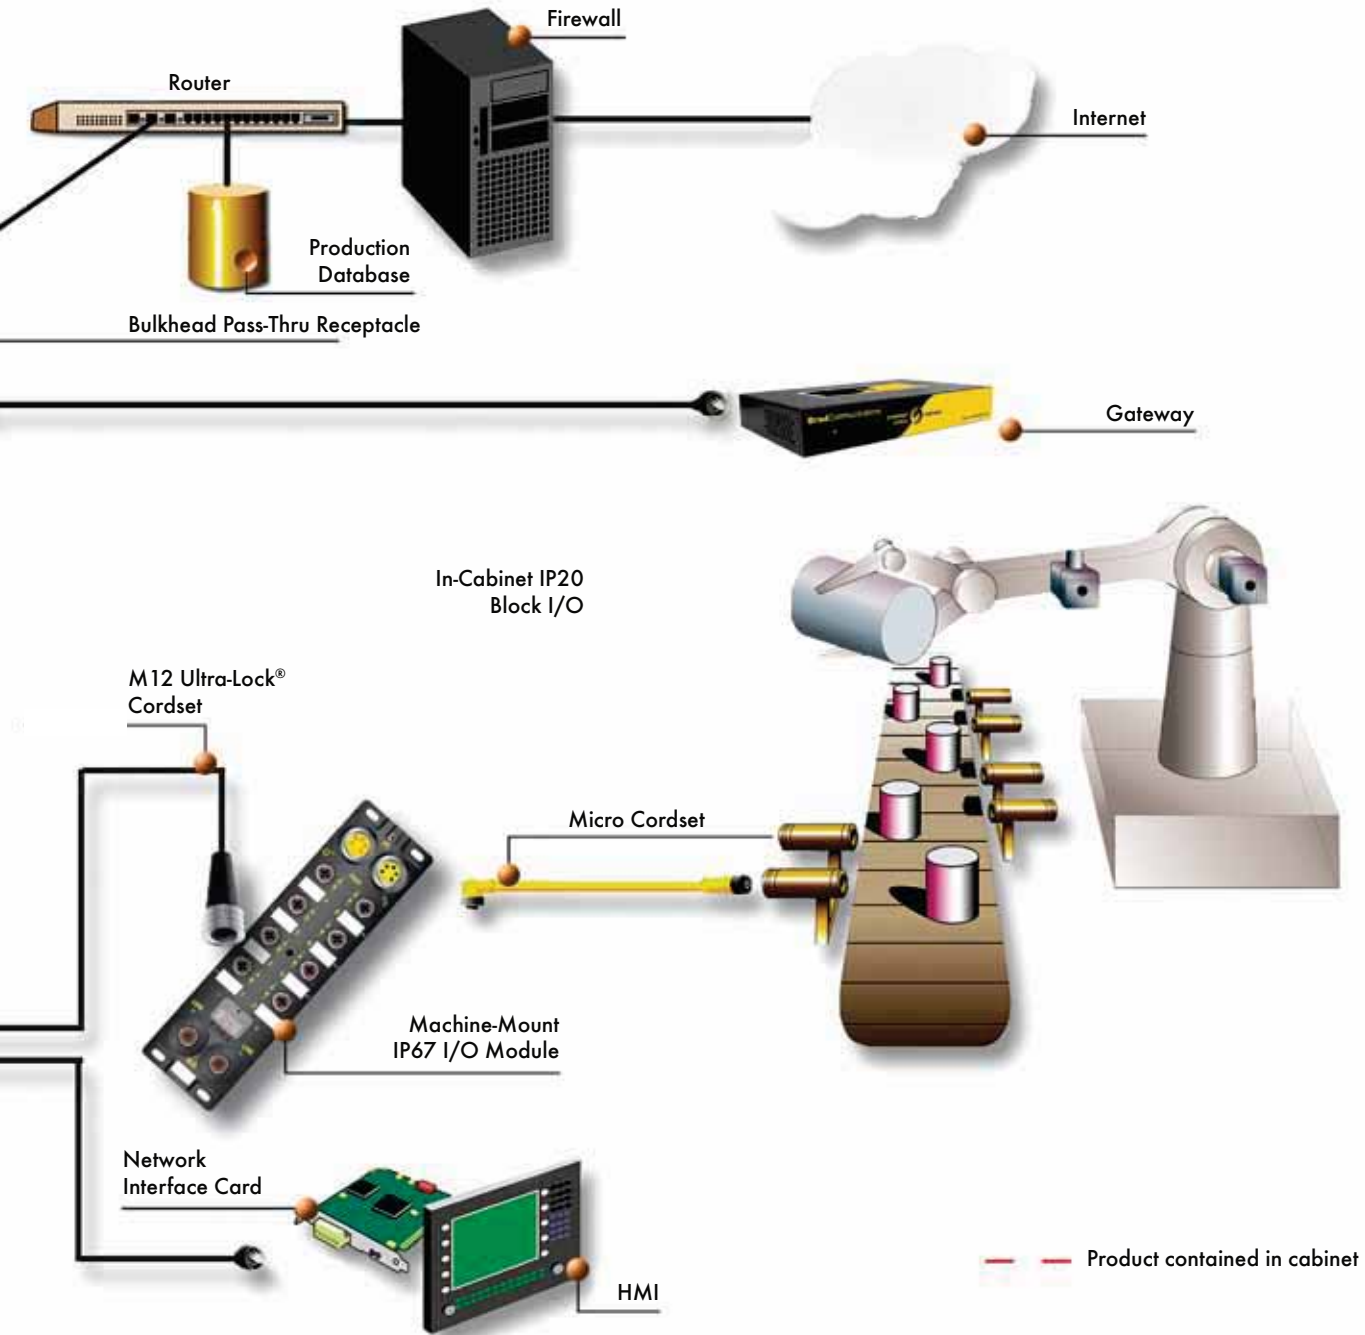 Firewall
Router
Internet
Production
Database
Bulkhead Pass-Thru Receptacle
Gateway
In-Cabinet IP20
Block I/O
M12 Ultra-Lock®
Cordset
Micro Cordset
Machine-Mount
IP67 I/O Module
Network
Interface Card
Product contained in cabinet
HMI